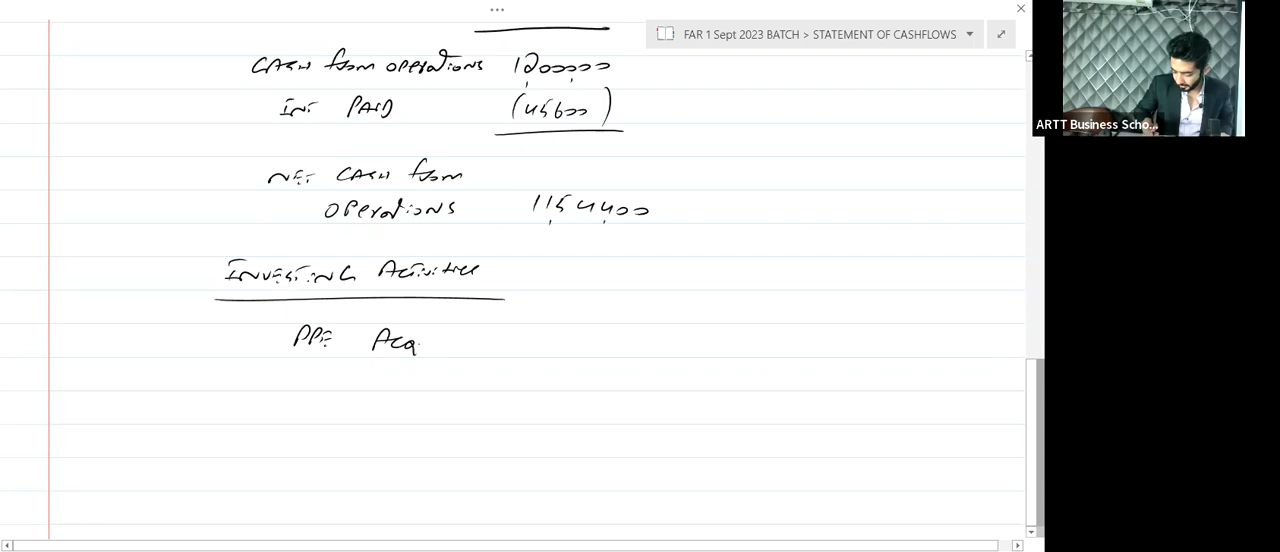 FAR 1 Sept 2023 BATCH > STATEMENT OF CASHFLOWS
ARTT Business Scho...
CASH from operations 1200000
INT PAID (45600)
NET CASH from
operations 1154400
INVESTING Activities
PPE Acq